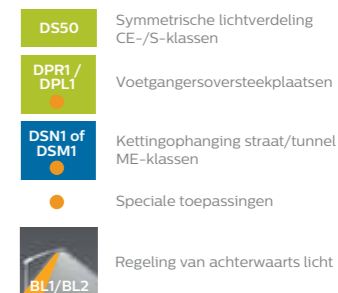 DS50
Symmetrische lichtverdeling
CE-/S-klassen
DPR1 /
DPL1
Voetgangersoversteekplaatsen
DSN1 of
DSM1
Kettingophanging straat/tunnel
ME-klassen
Speciale toepassingen
BL1/BL2
Regeling van achterwaarts licht